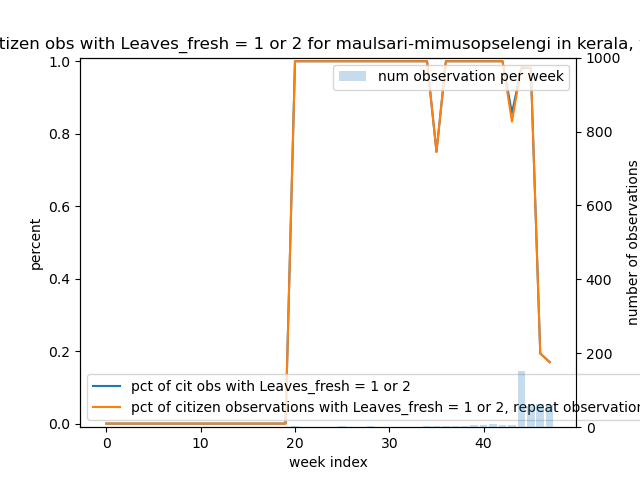 tizen obs with Leaves_fresh = 1 or 2 for maulsari-mimusopselengi in kerala,
num observation per week
1.0
0.8
0.6
0.4
0.2
0.0
percent
1000
800
600
400
200
0
number of observations
pct of cit obs with Leaves_fresh = 1 or 2
pct of citizen observations with Leaves_fresh = 1 or 2, repeat observation
0 10 20 30 40
week index